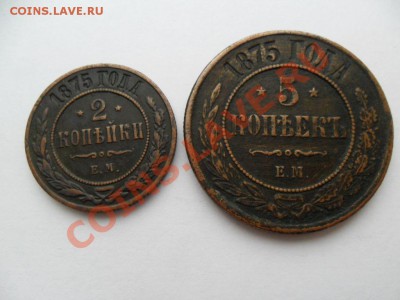 COINS.LAVE.RU
1875 ГОДА
2
КОПѢЙКИ
Е.М.
1875 ГОДА
5
КОПѢЕКЪ
Е.М.
COINS.LAVE.RU